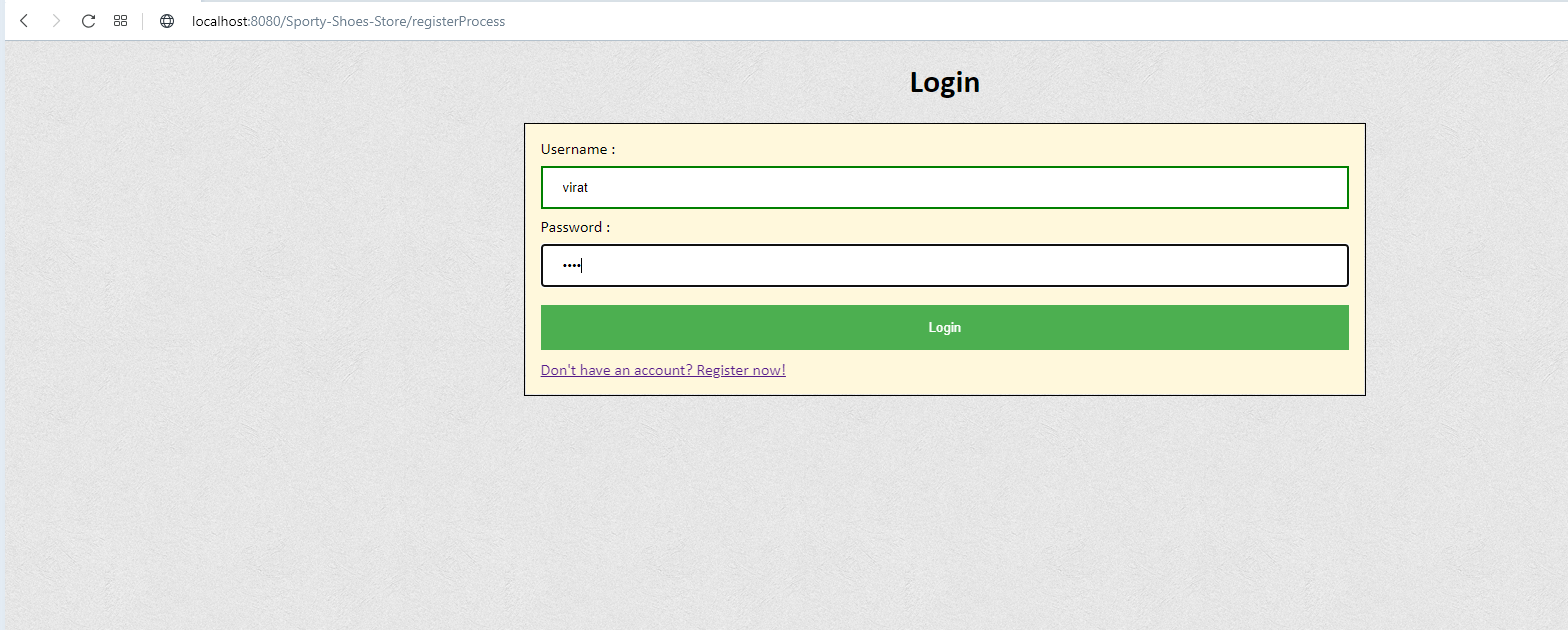 localhost:8080/Sporty-Shoes-Store/registerProcess
Login
Username :
virat
Password :
••••
Login
Don't have an account? Register now!